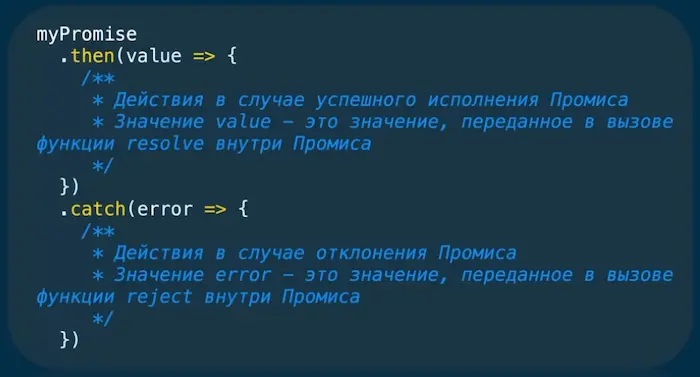 myPromise
.then(value => {
/**
* Действия в случае успешного исполнения Промиса
* Значение value – это значение, переданное в вызове
функции resolve внутри Промиса
*/
})
.catch(error => {
/**
* Действия в случае отклонения Промиса
* Значение error – это значение, переданное в вызове
функции reject внутри Промиса
*/
})